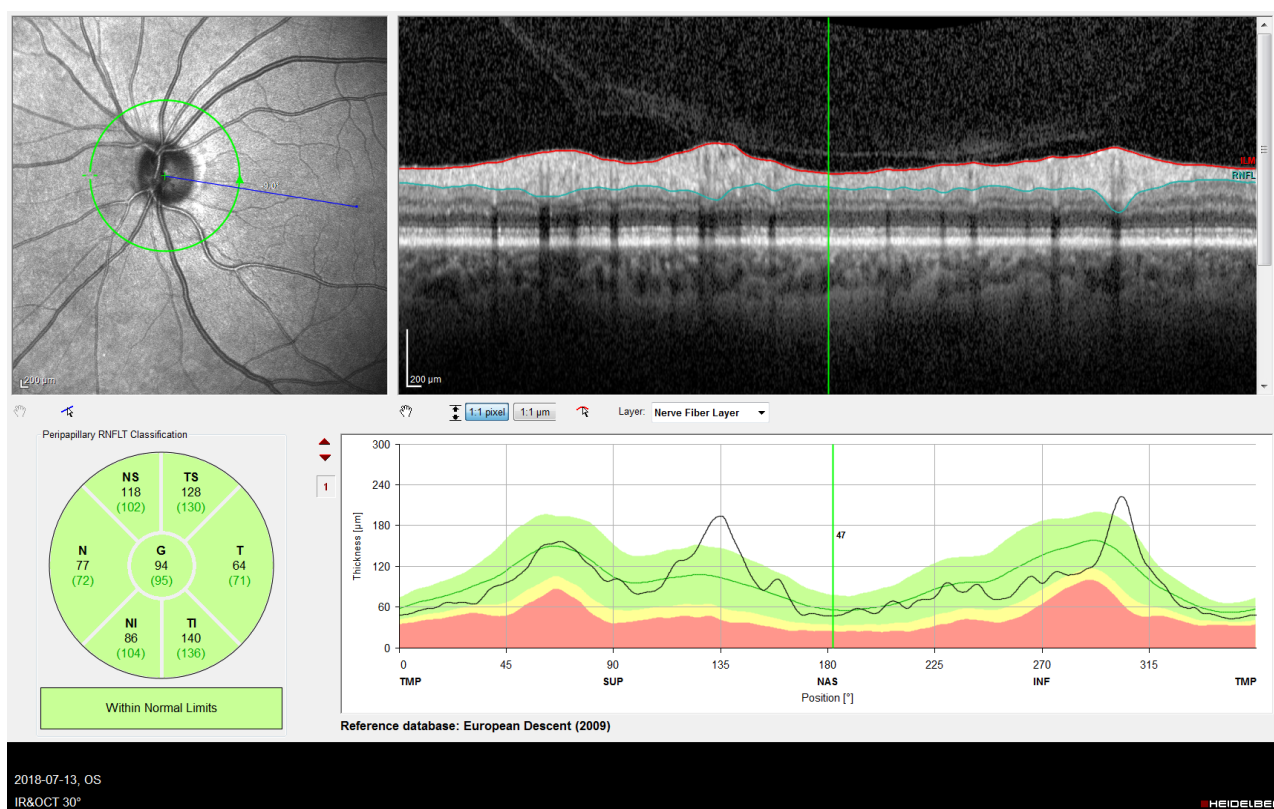 0.0°
200 µm
ILM
RNFL
200 µm
1:1 pixel
1:1 µm
Layer:
Nerve Fiber Layer
Peripapillary RNFLT Classification
NS
118
(102)
TS
128
(130)
N
77
(72)
G
94
(95)
T
64
(71)
NI
86
(104)
TI
140
(136)
Within Normal Limits
1
Thickness [µm]
300
240
180
120
60
0
47
0 45 90 135 180 225 270 315
TMP SUP NAS INF TMP
Position [°]
Reference database: European Descent (2009)
2018-07-13, OS
IR&OCT 30°
HEIDELBE